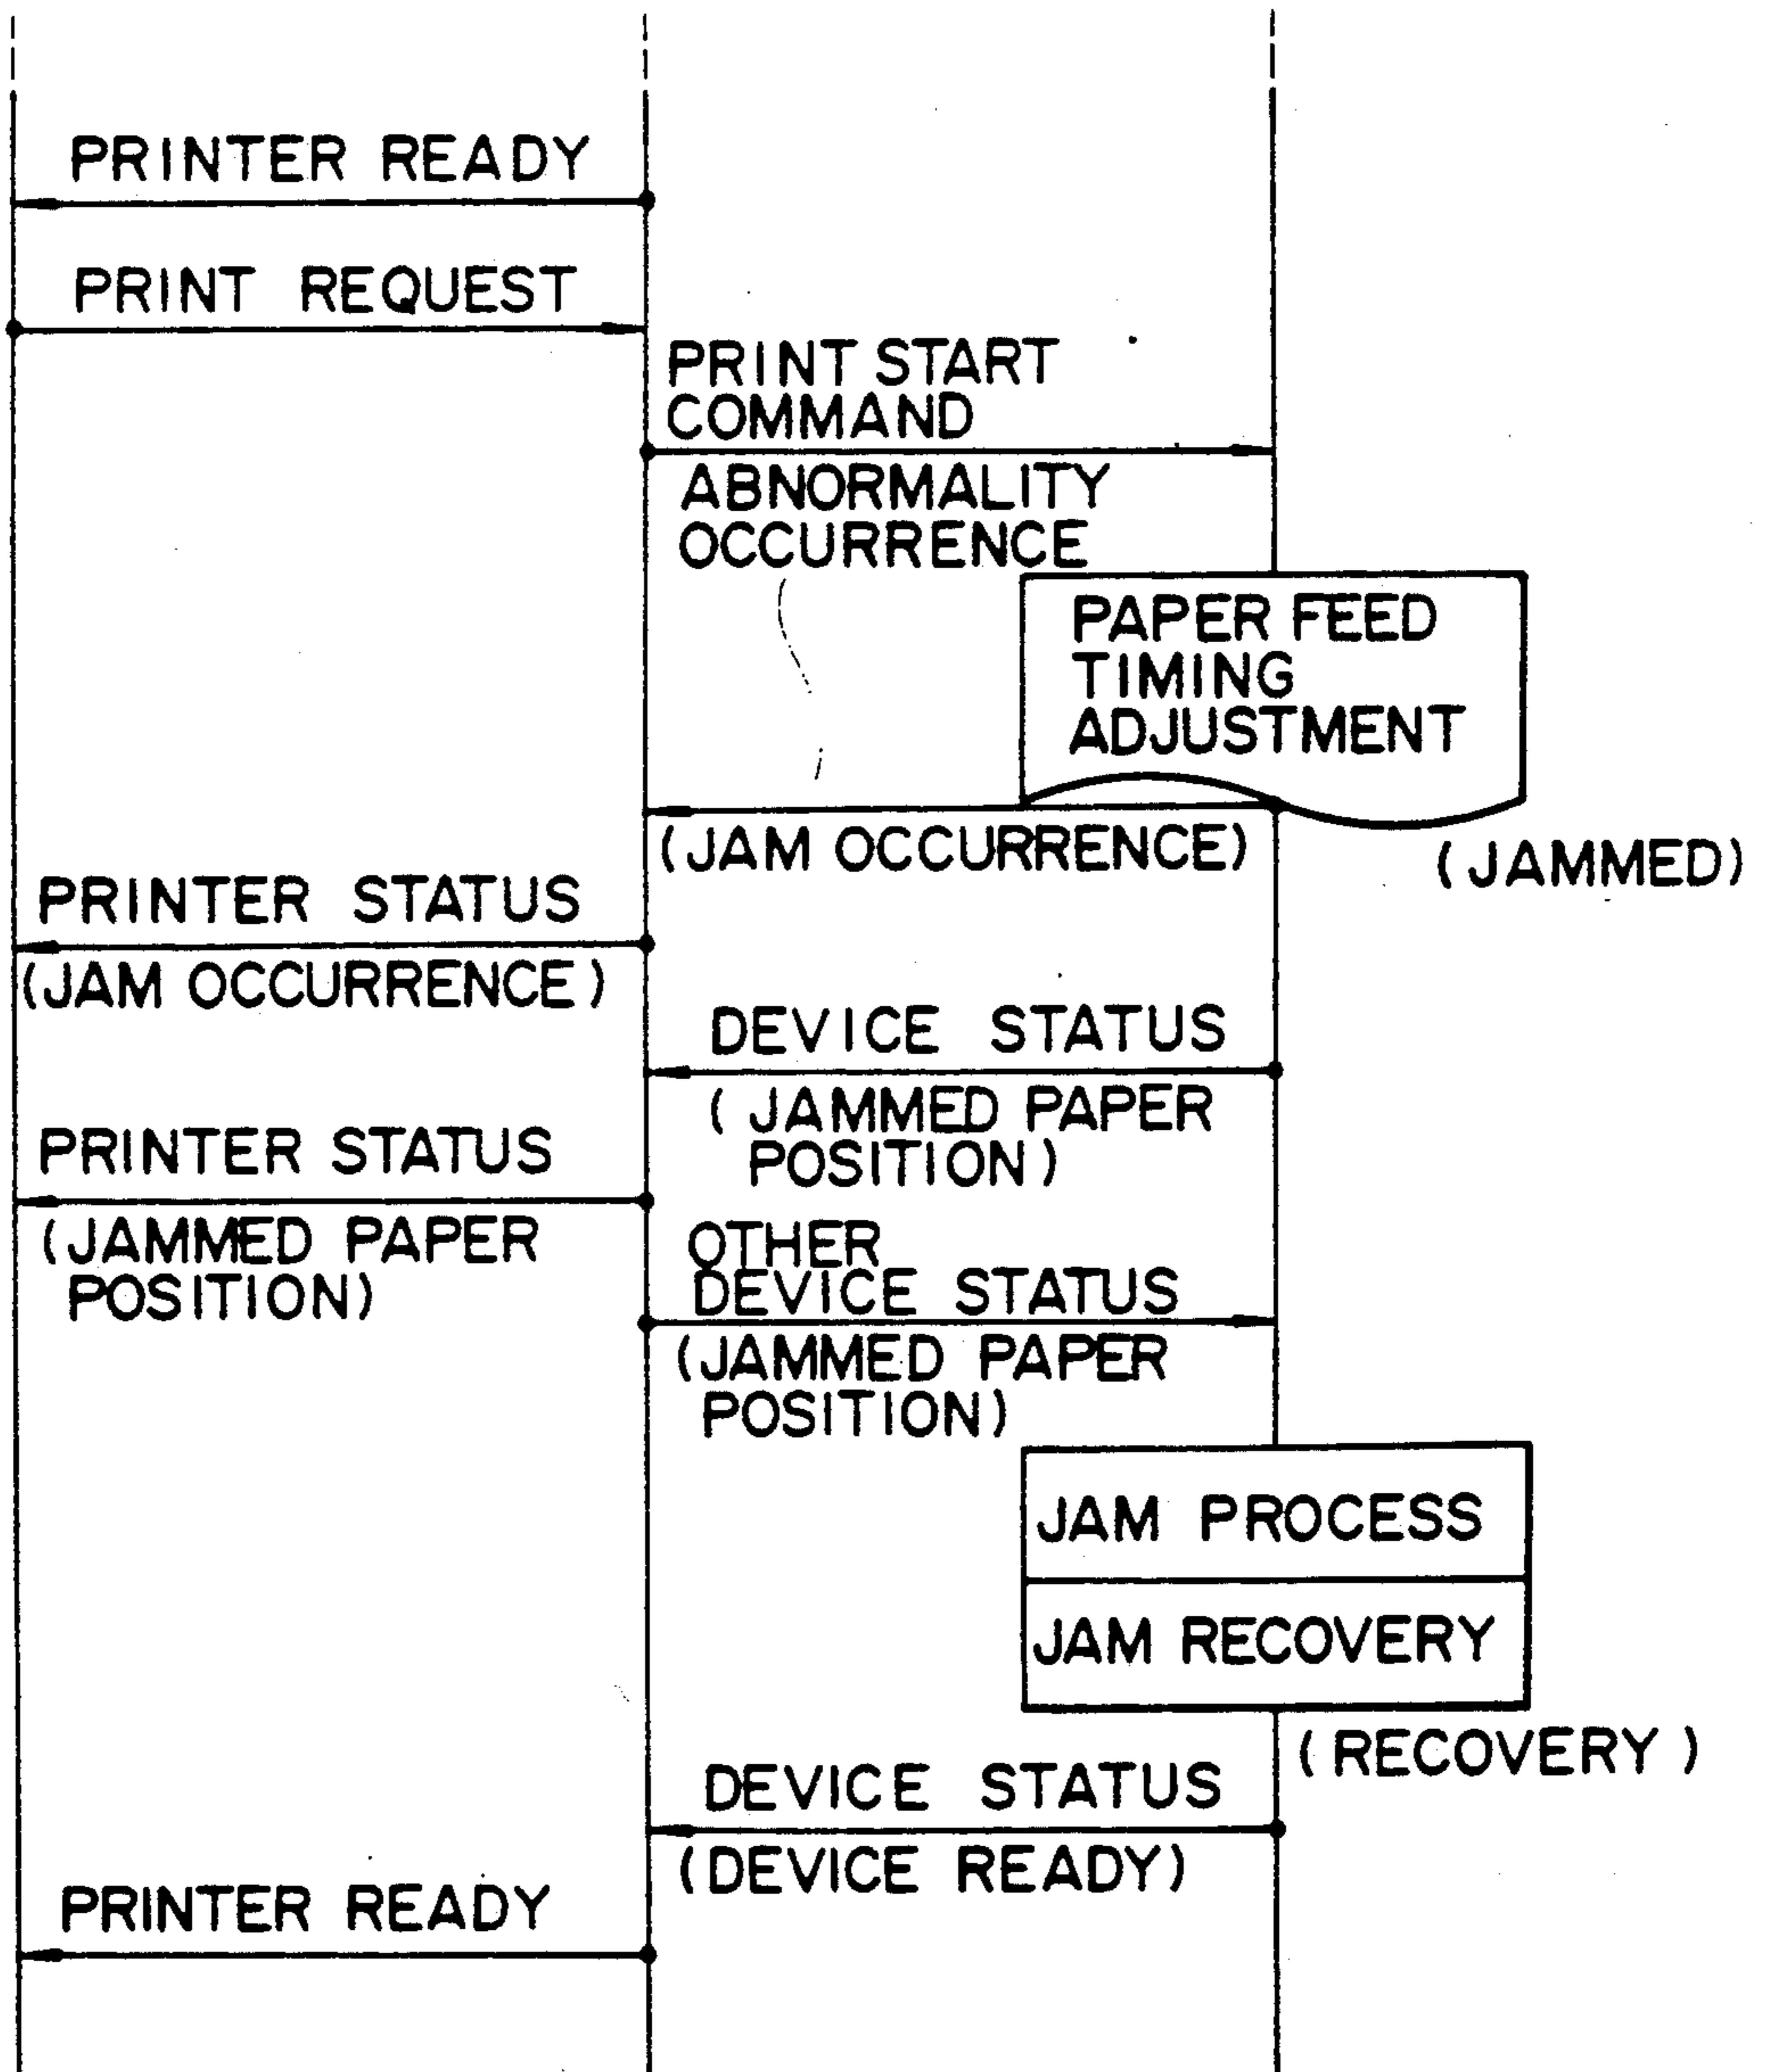 PRINTER READY
PRINT REQUEST
PRINT START
COMMAND
ABNORMALITY
OCCURRENCE
PAPER FEED
TIMING
ADJUSTMENT
(JAM OCCURRENCE)
(JAMMED)
PRINTER STATUS
(JAM OCCURRENCE)
DEVICE STATUS
(JAMMED PAPER
POSITION)
PRINTER STATUS
(JAMMED PAPER
POSITION)
OTHER
DEVICE STATUS
(JAMMED PAPER
POSITION)
JAM PROCESS
JAM RECOVERY
(RECOVERY)
DEVICE STATUS
(DEVICE READY)
PRINTER READY